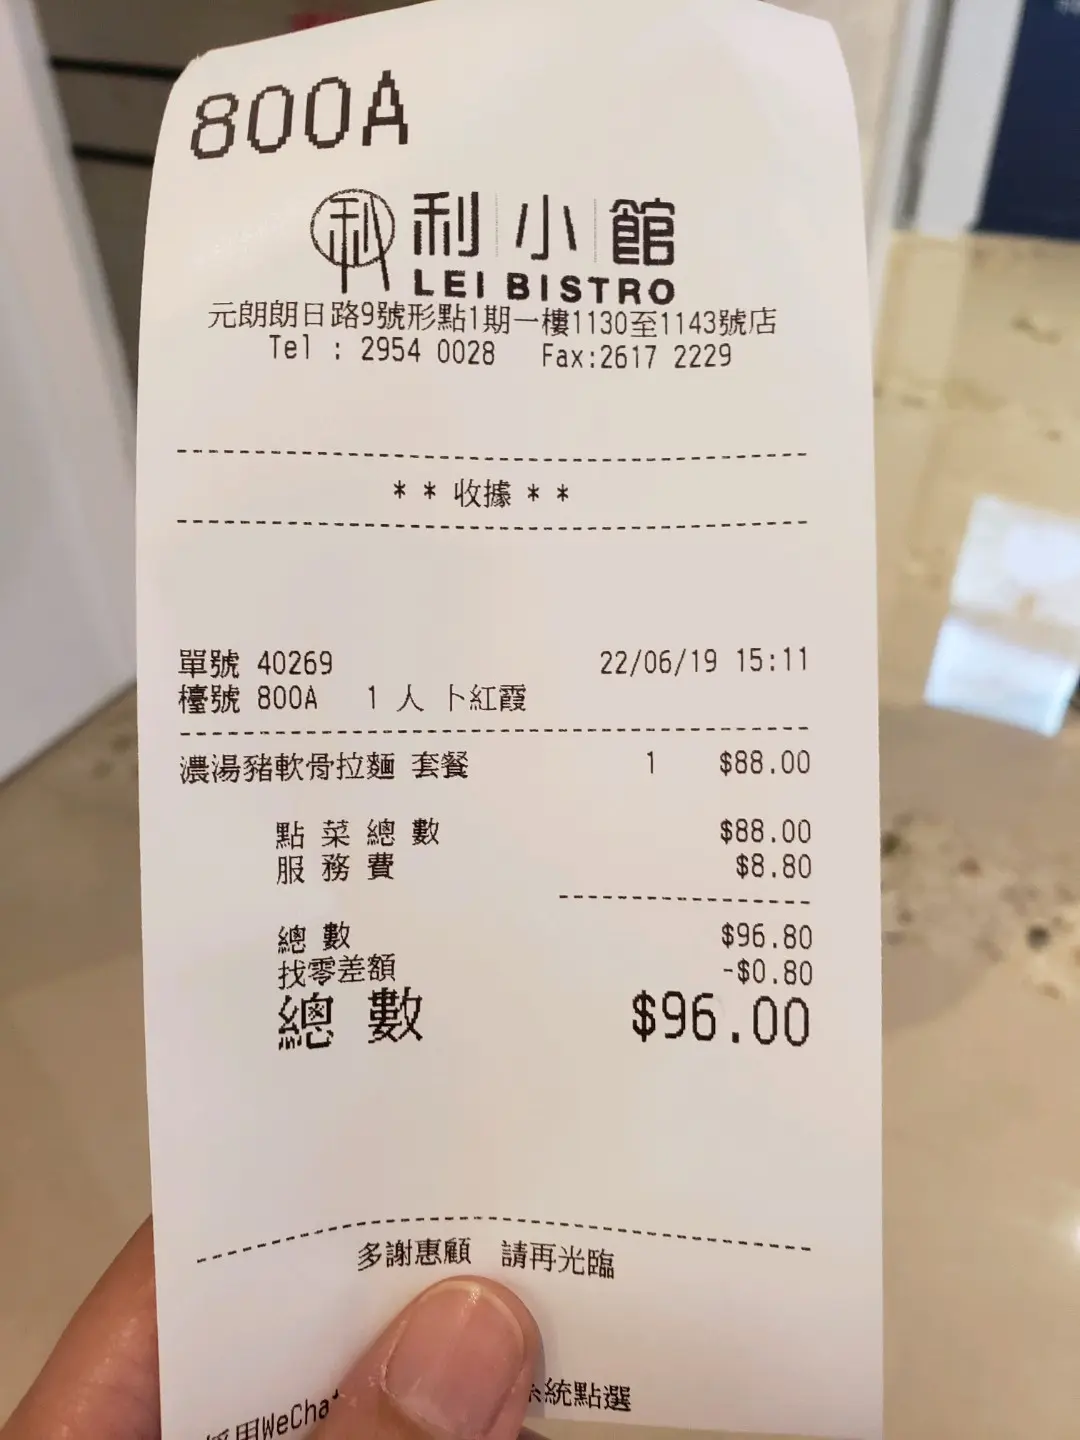 800A
利小館
LEI BISTRO
元朗朗日路9號形點1期一樓1130至1143號店
Tel : 2954 0028 Fax:2617 2229
** 收據 **
單號 40269 22/06/19 15:11
檯號 800A 1 人 卜紅霞
濃湯豬軟骨拉麵 套餐 1 $88.00
點菜總數 $88.00
服務費 $8.80
總數 $96.80
找零差額 -$0.80
總數 $96.00
多謝惠顧 請再光臨
WeCha 統點選